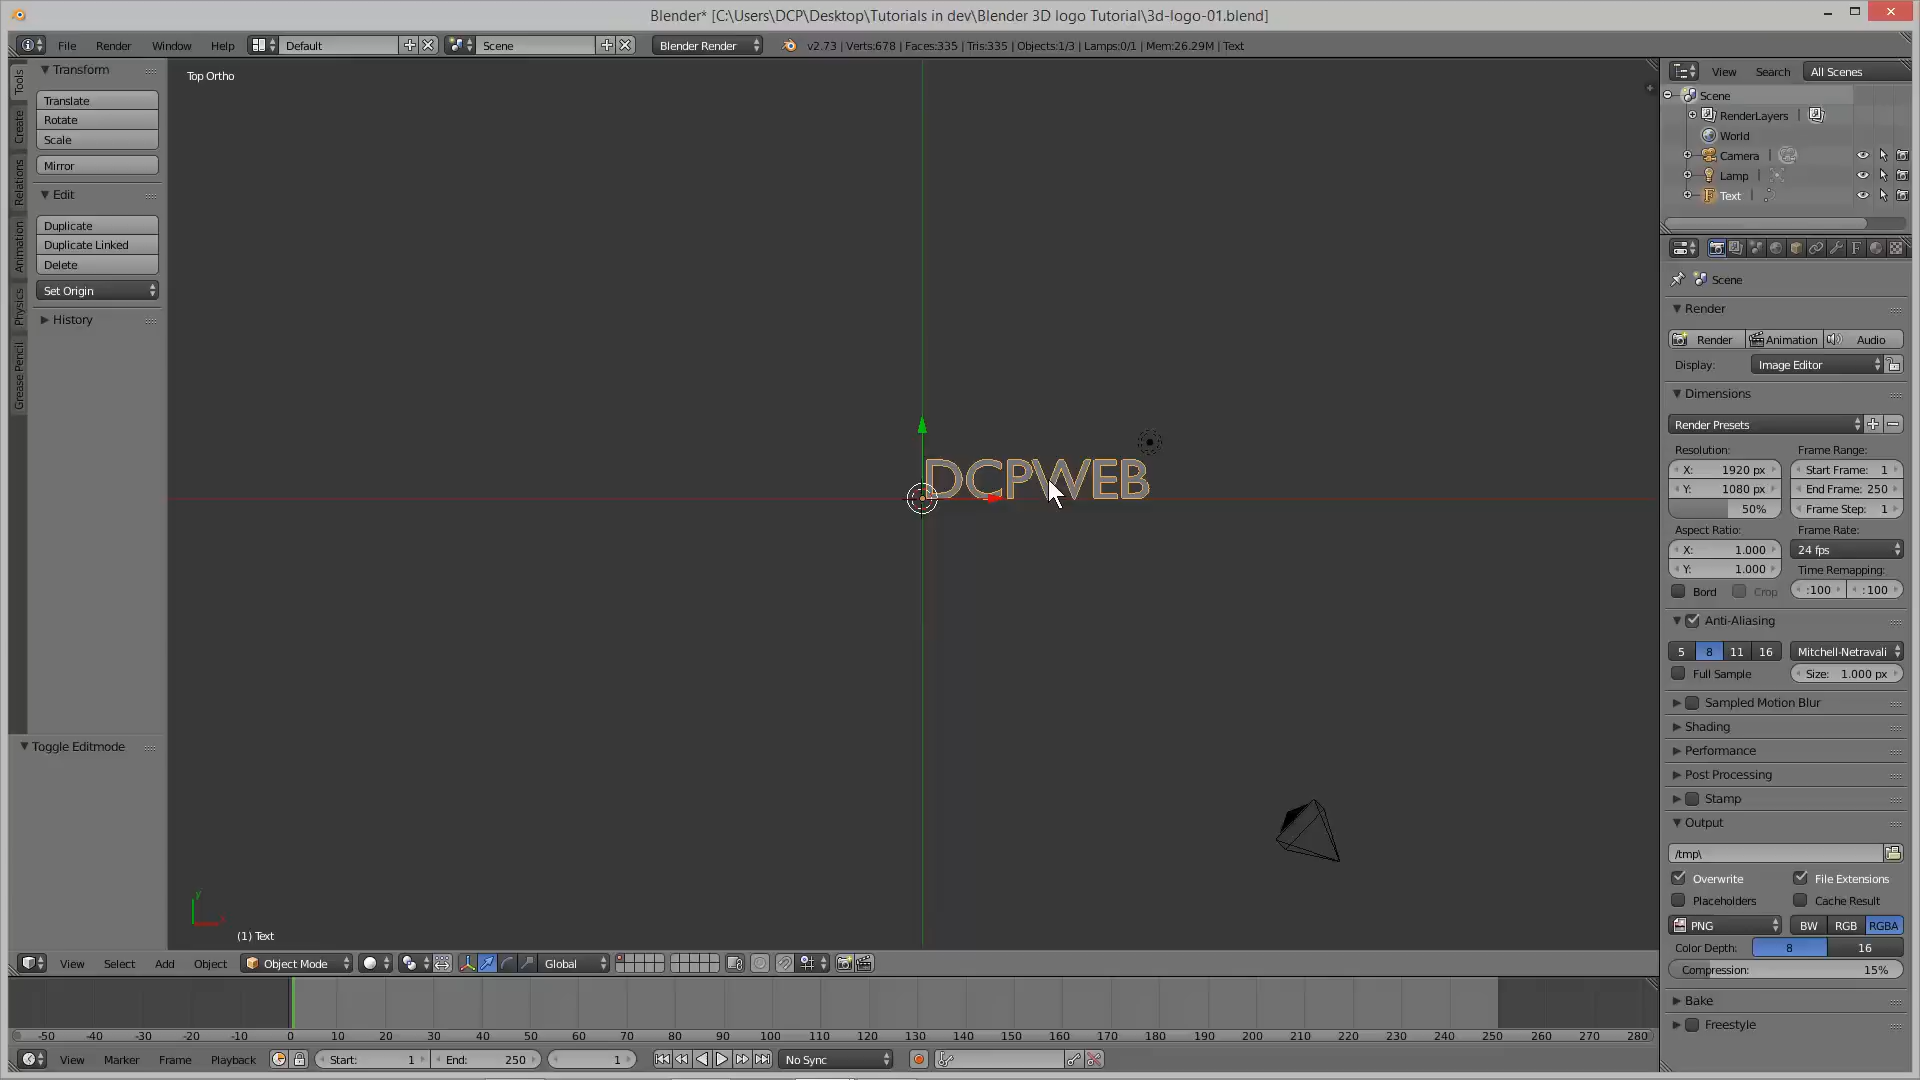 Blender* [C:\Users\DCP\Desktop\Tutorials in dev\Blender 3D logo Tutorial\3d-logo-01.blend]
File Render Window Help Default Scene Blender Render v2.73 | Verts:678 | Faces:335 | Tris:335 | Objects:1/3 | Lamps:0/1 | Mem:26.29M | Text
Tools
Create
Relations
Animation
Physics
Grease Pencil
Transform
Translate
Rotate
Scale
Mirror
Edit
Duplicate
Duplicate Linked
Delete
Set Origin
History
Toggle Editmode
Top Ortho
DCPWEB
y
x
(1) Text
View Search All Scenes
Scene
RenderLayers |
World
Camera |
Lamp |
Text |
Scene
Render
Render Animation Audio
Display: Image Editor
Dimensions
Render Presets
Resolution: Frame Range:
X: 1920 px Start Frame: 1
Y: 1080 px End Frame: 250
50% Frame Step: 1
Aspect Ratio: Frame Rate:
X: 1.000 24 fps
Y: 1.000 Time Remapping:
Bord Crop :100 :100
Anti-Aliasing
5 8 11 16 Mitchell-Netravali
Full Sample Size: 1.000 px
Sampled Motion Blur
Shading
Performance
Post Processing
Stamp
Output
/tmp\
Overwrite File Extensions
Placeholders Cache Result
PNG BW RGB RGBA
Color Depth: 8 16
Compression: 15%
Bake
Freestyle
View Select Add Object Object Mode Global
-50 -40 -30 -20 -10 0 10 20 30 40 50 60 70 80 90 100 110 120 130 140 150 160 170 180 190 200 210 220 230 240 250 260 270 280
View Marker Frame Playback Start: 1 End: 250 1 No Sync